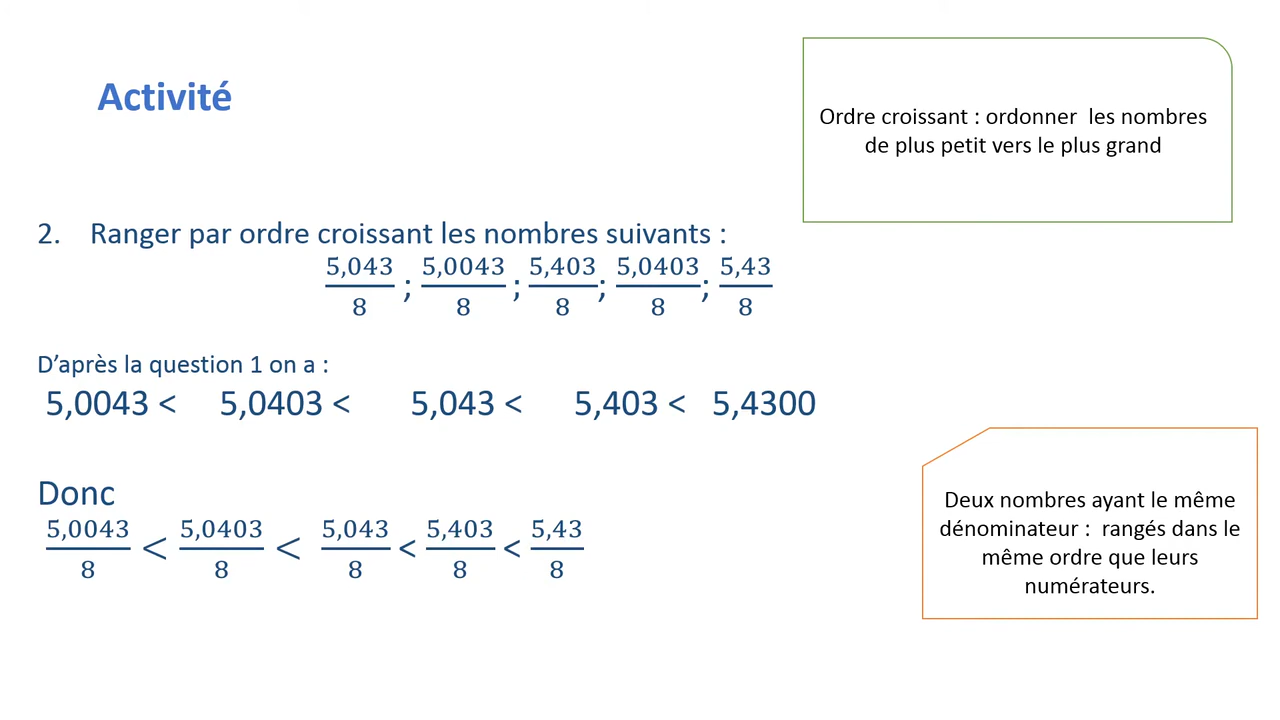 Activité
Ordre croissant : ordonner les nombres
de plus petit vers le plus grand
2. Ranger par ordre croissant les nombres suivants :
5,043/8 ; 5,0043/8 ; 5,403/8 ; 5,0403/8 ; 5,43/8
D’après la question 1 on a :
5,0043 < 5,0403 < 5,043 < 5,403 < 5,4300
Donc
5,0043/8 < 5,0403/8 < 5,043/8 < 5,403/8 < 5,43/8
Deux nombres ayant le même
dénominateur : rangés dans le
même ordre que leurs
numérateurs.